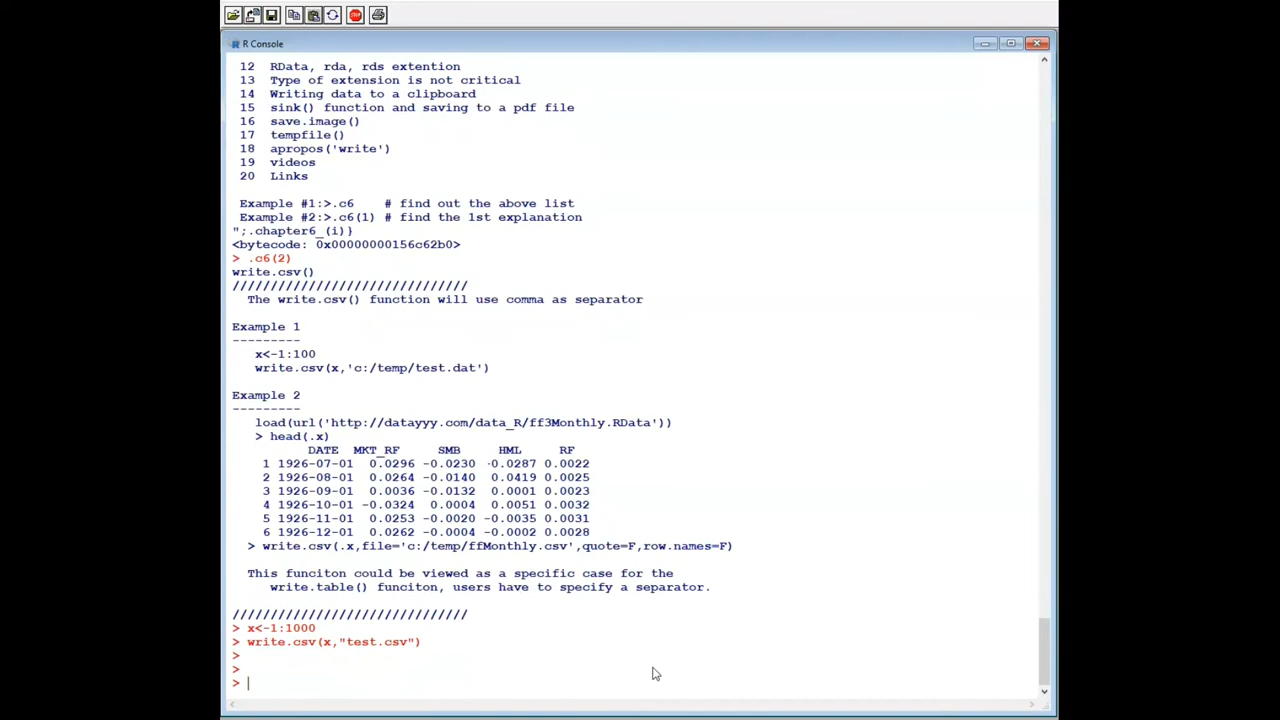 STOP
R Console
12 RData, rda, rds extention
13 Type of extension is not critical
14 Writing data to a clipboard
15 sink() function and saving to a pdf file
16 save.image()
17 tempfile()
18 apropos('write')
19 videos
20 Links
Example #1:>.c6 # find out the above list
Example #2:>.c6(1) # find the 1st explanation
";.chapter6_(i)}
<bytecode: 0x00000000156c62b0>
> .c6(2)
write.csv()
///////////////////////////////
The write.csv() function will use comma as separator
Example 1
---------
x<-1:100
write.csv(x,'c:/temp/test.dat')
Example 2
---------
load(url('http://datayyy.com/data_R/ff3Monthly.RData'))
> head(.x)
DATE MKT_RF SMB HML RF
1 1926-07-01 0.0296 -0.0230 -0.0287 0.0022
2 1926-08-01 0.0264 -0.0140 0.0419 0.0025
3 1926-09-01 0.0036 -0.0132 0.0001 0.0023
4 1926-10-01 -0.0324 0.0004 0.0051 0.0032
5 1926-11-01 0.0253 -0.0020 -0.0035 0.0031
6 1926-12-01 0.0262 -0.0004 -0.0002 0.0028
> write.csv(.x,file='c:/temp/ffMonthly.csv',quote=F,row.names=F)
This funciton could be viewed as a specific case for the
write.table() funciton, users have to specify a separator.
///////////////////////////////
> x<-1:1000
> write.csv(x,"test.csv")
>
>
>